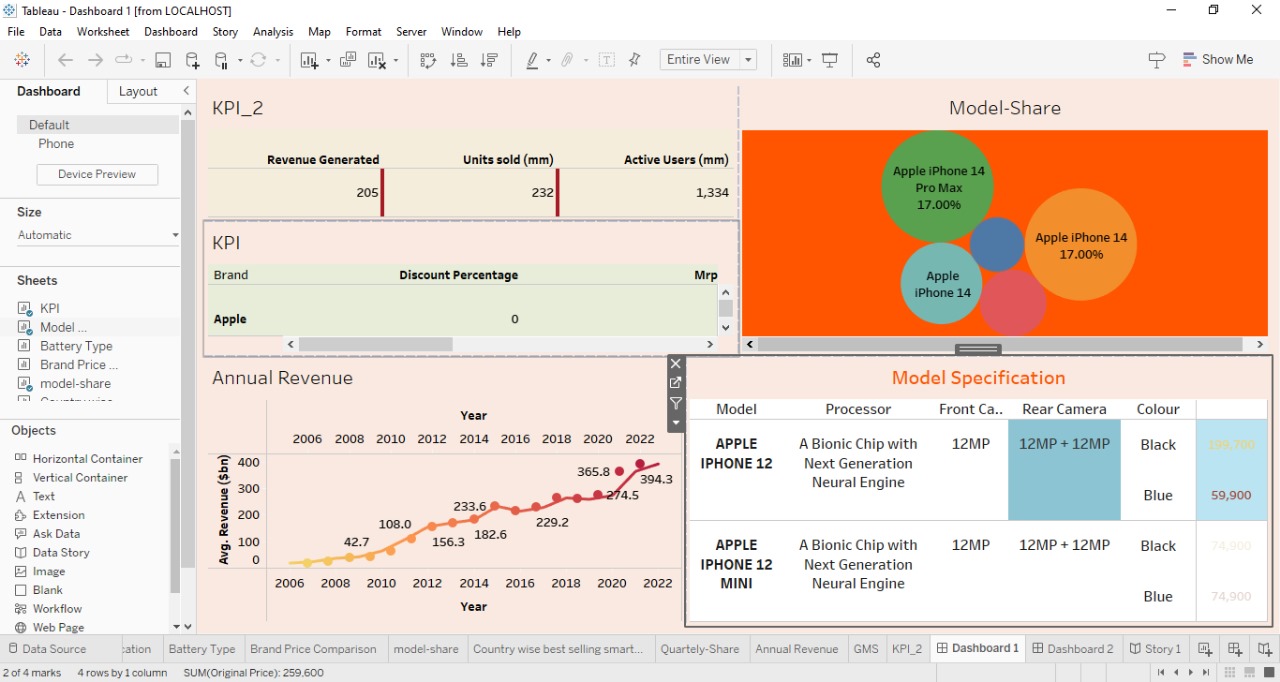 Tableau - Dashboard 1 [from LOCALHOST]
File Data Worksheet Dashboard Story Analysis Map Format Server Window Help
Entire View
Show Me
Dashboard Layout
Default
Phone
Device Preview
Size
Automatic
Sheets
KPI
Model ...
Battery Type
Brand Price ...
model-share
Objects
Horizontal Container
Vertical Container
Text
Extension
Ask Data
Data Story
Image
Blank
Workflow
Web Page
KPI_2
Revenue Generated Units sold (mm) Active Users (mm)
205 232 1,334
KPI
Brand Discount Percentage Mrp
Apple 0
Model-Share
Apple iPhone 14
Pro Max
17.00%
Apple iPhone 14
17.00%
Apple
iPhone 14
Annual Revenue
Year
2006 2008 2010 2012 2014 2016 2018 2020 2022
Avg. Revenue ($bn)
400
300
200
100
0
42.7
108.0
156.3
233.6
182.6
229.2
365.8
274.5
394.3
2006 2008 2010 2012 2014 2016 2018 2020 2022
Year
Model Specification
Model Processor Front Ca.. Rear Camera Colour
APPLE IPHONE 12 A Bionic Chip with Next Generation Neural Engine 12MP 12MP + 12MP Black 199,700
Blue 59,900
APPLE IPHONE 12 MINI A Bionic Chip with Next Generation Neural Engine 12MP 12MP + 12MP Black 74,900
Blue 74,900
Data Source :ation Battery Type Brand Price Comparison model-share Country wise best selling smart... Quartely-Share Annual Revenue GMS KPI_2 Dashboard 1 Dashboard 2 Story 1
2 of 4 marks 4 rows by 1 column SUM(Original Price): 259,600